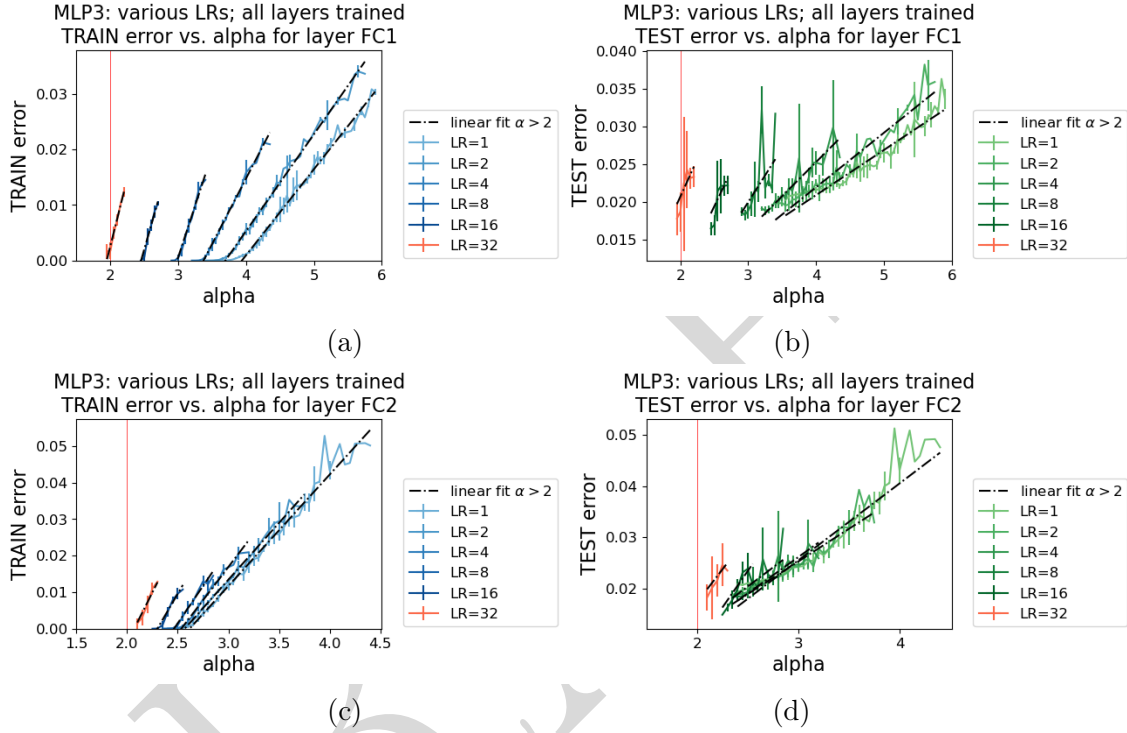 MLP3: various LRs; all layers trained
TRAIN error vs. alpha for layer FC1
TRAIN error
0.03
0.02
0.01
0.00
2
3
4
5
6
alpha
linear fit α > 2
LR=1
LR=2
LR=4
LR=8
LR=16
LR=32
(a)
MLP3: various LRs; all layers trained
TEST error vs. alpha for layer FC1
TEST error
0.040
0.035
0.030
0.025
0.020
0.015
2
3
4
5
6
alpha
linear fit α > 2
LR=1
LR=2
LR=4
LR=8
LR=16
LR=32
(b)
MLP3: various LRs; all layers trained
TRAIN error vs. alpha for layer FC2
TRAIN error
0.05
0.04
0.03
0.02
0.01
0.00
1.5
2.0
2.5
3.0
3.5
4.0
4.5
alpha
linear fit α > 2
LR=1
LR=2
LR=4
LR=8
LR=16
LR=32
(c)
MLP3: various LRs; all layers trained
TEST error vs. alpha for layer FC2
TEST error
0.05
0.04
0.03
0.02
2
3
4
alpha
linear fit α > 2
LR=1
LR=2
LR=4
LR=8
LR=16
LR=32
(d)